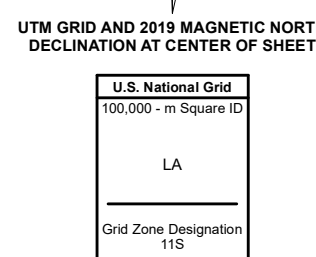 UTM GRID AND 2019 MAGNETIC NORT
DECLINATION AT CENTER OF SHEET
U.S. National Grid
100,000 - m Square ID
LA
Grid Zone Designation
11S